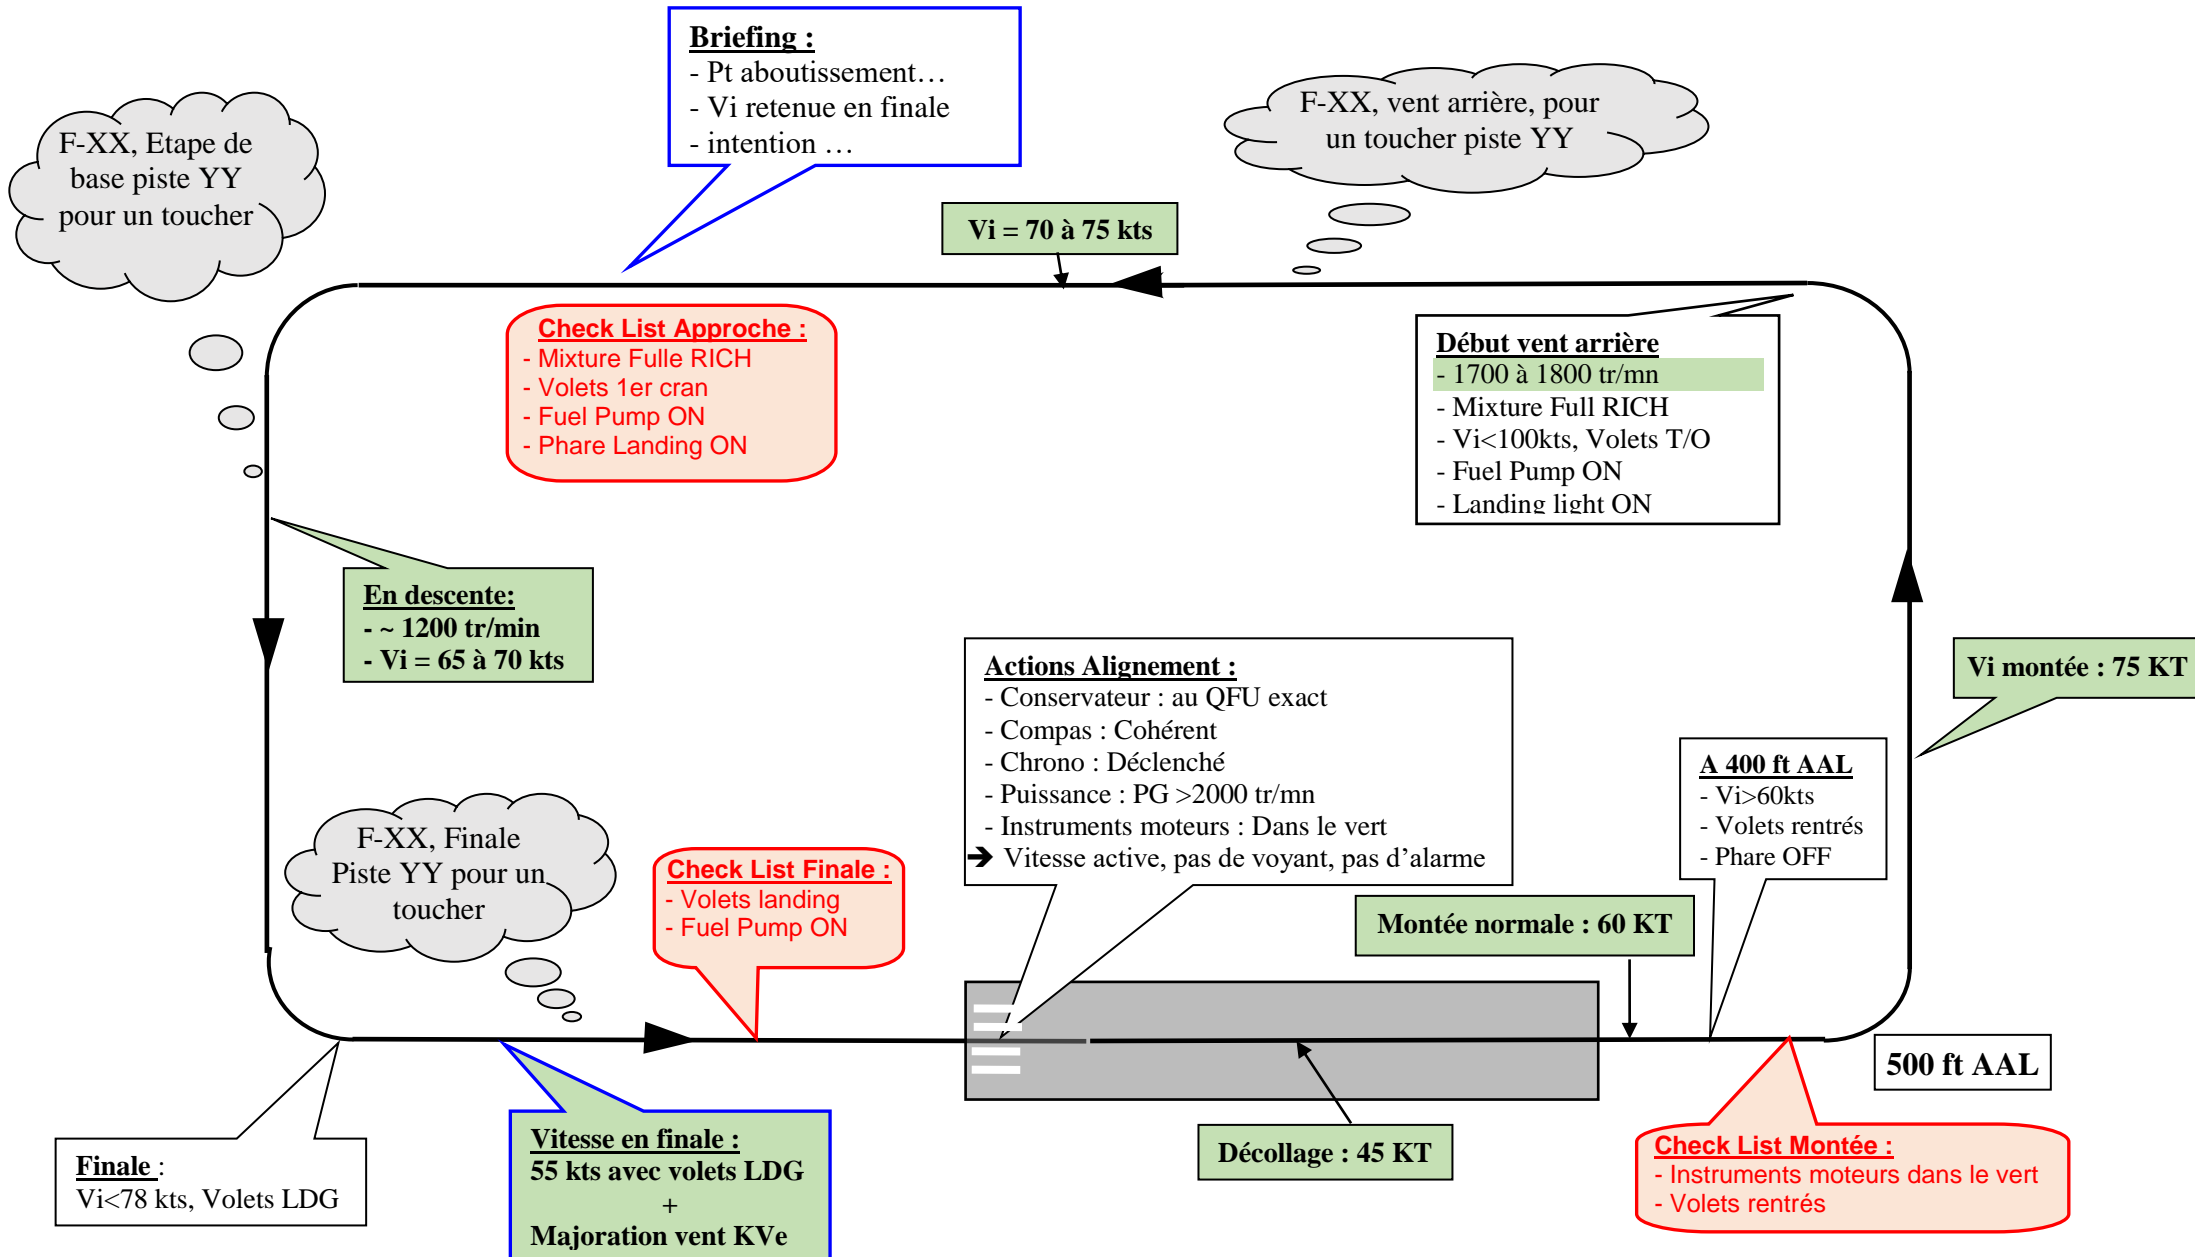 Briefing :
- Pt aboutissement…
- Vi retenue en finale
- intention …
F-XX, vent arrière, pour
un toucher piste YY
F-XX, Etape de
base piste YY
pour un toucher
Vi = 70 à 75 kts
Check List Approche :
- Mixture Fulle RICH
- Volets 1er cran
- Fuel Pump ON
- Phare Landing ON
Début vent arrière
- 1700 à 1800 tr/mn
- Mixture Full RICH
- Vi<100kts, Volets T/O
- Fuel Pump ON
- Landing light ON
En descente:
- ~ 1200 tr/min
- Vi = 65 à 70 kts
Actions Alignement :
- Conservateur : au QFU exact
- Compas : Cohérent
- Chrono : Déclenché
- Puissance : PG >2000 tr/mn
- Instruments moteurs : Dans le vert
➔ Vitesse active, pas de voyant, pas d’alarme
Vi montée : 75 KT
A 400 ft AAL
- Vi>60kts
- Volets rentrés
- Phare OFF
F-XX, Finale
Piste YY pour un
toucher
Check List Finale :
- Volets landing
- Fuel Pump ON
Montée normale : 60 KT
500 ft AAL
Finale :
Vi<78 kts, Volets LDG
Vitesse en finale :
55 kts avec volets LDG
+
Majoration vent KVe
Décollage : 45 KT
Check List Montée :
- Instruments moteurs dans le vert
- Volets rentrés